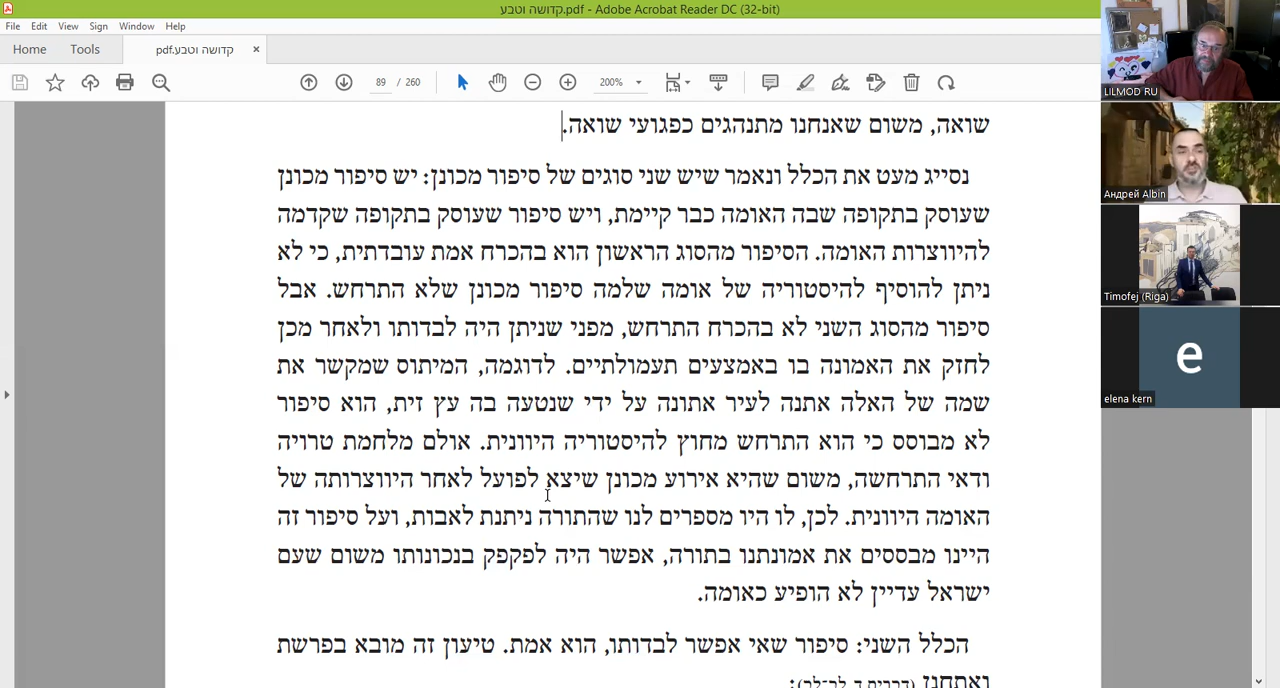 קדושה וטבע.pdf - Adobe Acrobat Reader DC (32-bit)
File Edit View Sign Window Help
Home Tools קדושה וטבע.pdf ×
89 / 260 200%
LILMOD RU
Андрей Albin
Timofej (Riga)
e
elena kern
שואה, משום שאנחנו מתנהגים כפגועי שואה.
נסייג מעט את הכלל ונאמר שיש שני סוגים של סיפור מכונן: יש סיפור מכונן
שעוסק בתקופה שבה האומה כבר קיימת, ויש סיפור שעוסק בתקופה שקדמה
להיווצרות האומה. הסיפור מהסוג הראשון הוא בהכרח אמת עובדתית, כי לא
ניתן להוסיף להיסטוריה של אומה שלמה סיפור מכונן שלא התרחש. אבל
סיפור מהסוג השני לא בהכרח התרחש, מפני שניתן היה לבדותו ולאחר מכן
לחזק את האמונה בו באמצעים תעמולתיים. לדוגמה, המיתוס שמקשר את
שמה של האלה אתנה לעיר אתונה על ידי שנטעה בה עץ זית, הוא סיפור
לא מבוסס כי הוא התרחש מחוץ להיסטוריה היוונית. אולם מלחמת טרויה
ודאי התרחשה, משום שהיא אירוע מכונן שיצא לפועל לאחר היווצרותה של
האומה היוונית. לכן, לו היו מספרים לנו שהתורה ניתנת לאבות, ועל סיפור זה
היינו מבססים את אמונתנו בתורה, אפשר היה לפקפק בנכונותו משום שעם
ישראל עדיין לא הופיע כאומה.
הכלל השני: סיפור שאי אפשר לבדותו, הוא אמת. טיעון זה מובא בפרשת
ואתחנן (דברים ד, לב־לב):